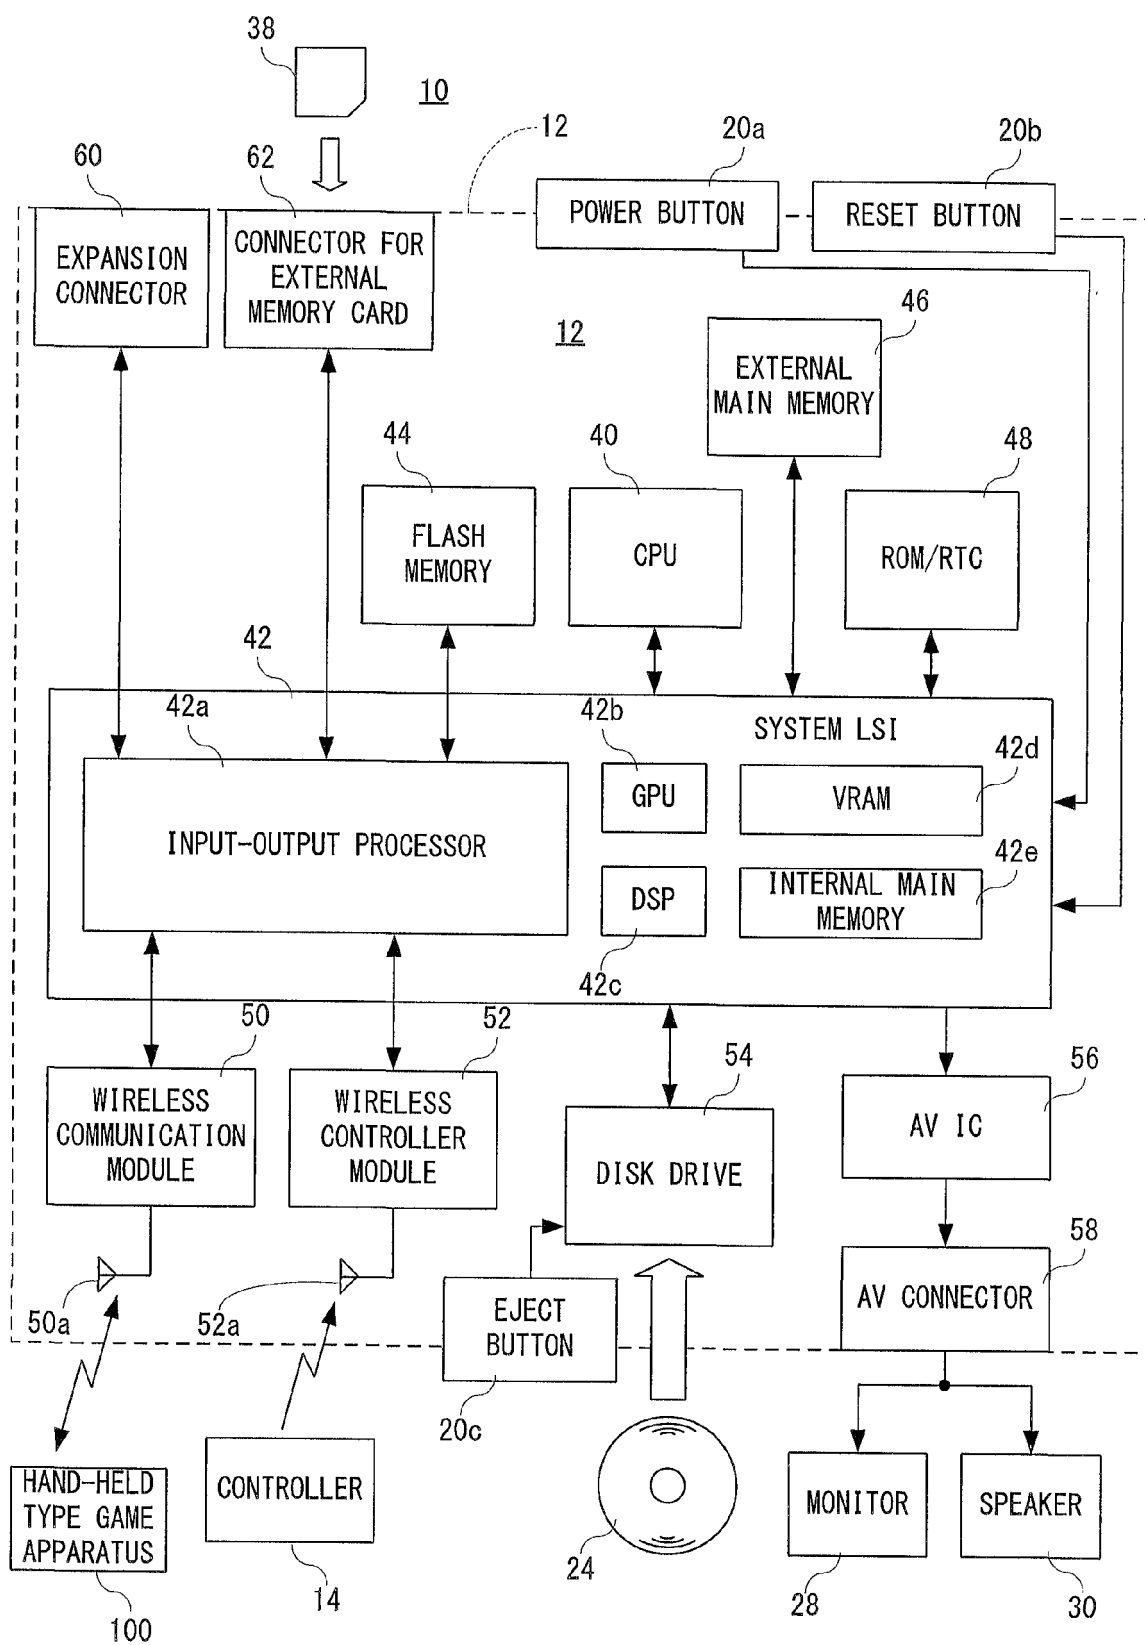 38
10
12
20a
20b
60
62
POWER BUTTON
RESET BUTTON
EXPANSION
CONNECTOR
CONNECTOR FOR
EXTERNAL
MEMORY CARD
12
46
EXTERNAL
MAIN MEMORY
44
40
48
FLASH
MEMORY
CPU
ROM/RTC
42
42a
42b
SYSTEM LSI
42d
GPU
VRAM
INPUT-OUTPUT PROCESSOR
42e
DSP
INTERNAL MAIN
MEMORY
42c
50
52
54
56
WIRELESS
COMMUNICATION
MODULE
WIRELESS
CONTROLLER
MODULE
DISK DRIVE
AV IC
58
50a
52a
EJECT
BUTTON
AV CONNECTOR
20c
HAND-HELD
TYPE GAME
APPARATUS
CONTROLLER
MONITOR
SPEAKER
100
14
24
28
30